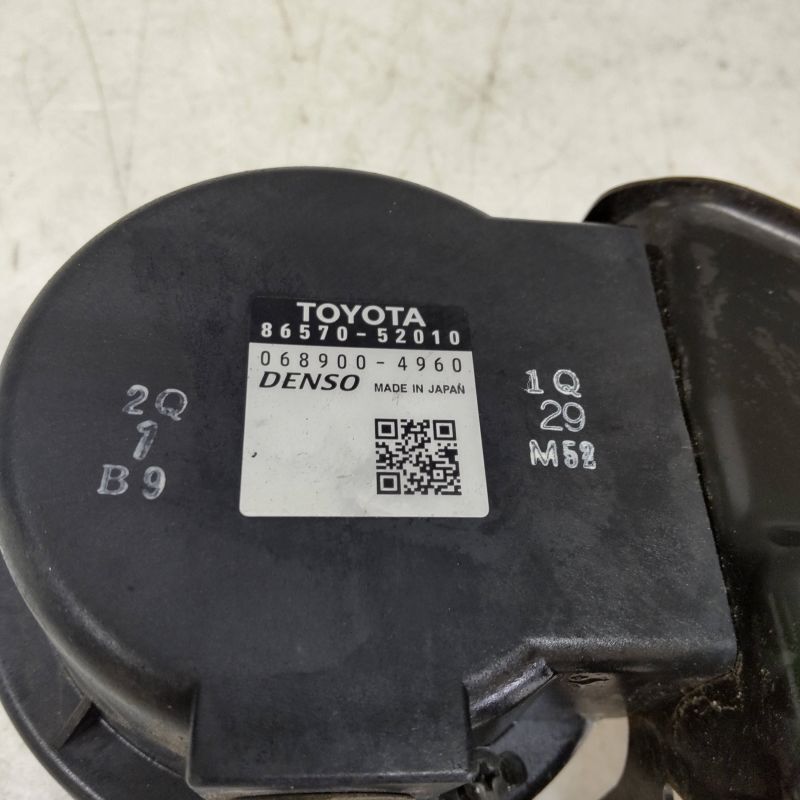 TOYOTA
86570-52010
068900-4960
DENSO MADE IN JAPAN
2Q
1
B9
1Q
29
M52